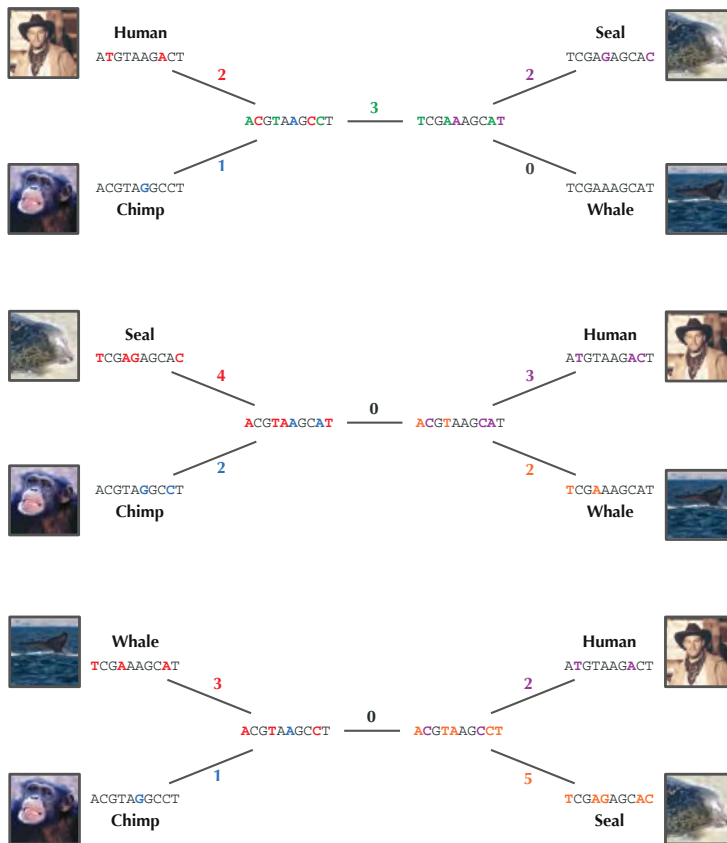 Human
Seal
ATGTAAGACT
TCGAGAGCAC
2
2
3
ACGTAAGCCT
TCGAAAGCAT
1
0
ACGTAGGCCT
TCGAAAGCAT
Chimp
Whale
Seal
Human
TCGAGAGCAC
ATGTAAGACT
4
3
0
ACGTAAGCAT
ACGTAAGCAT
2
2
ACGTAGGCCT
TCGAAAGCAT
Chimp
Whale
Whale
Human
TCGAAAGCAT
ATGTAAGACT
3
2
0
ACGTAAGCCT
ACGTAAGCCT
1
5
ACGTAGGCCT
TCGAGAGCAC
Chimp
Seal